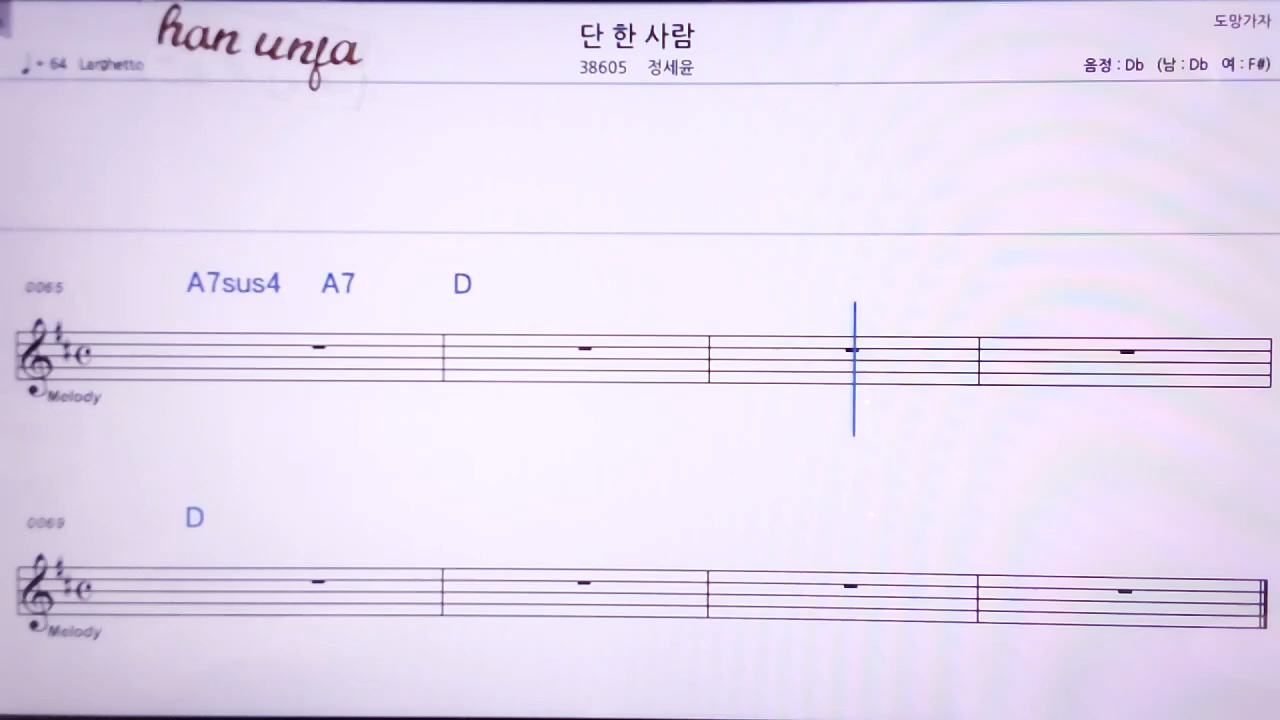 han unfa
단 한 사람
도망가자
♩ = 64 Larghetto
38605 정세윤
음정 : Db (남 : Db 여 : F#)
A7sus4 A7 D
0065
Melody
D
0069
Melody